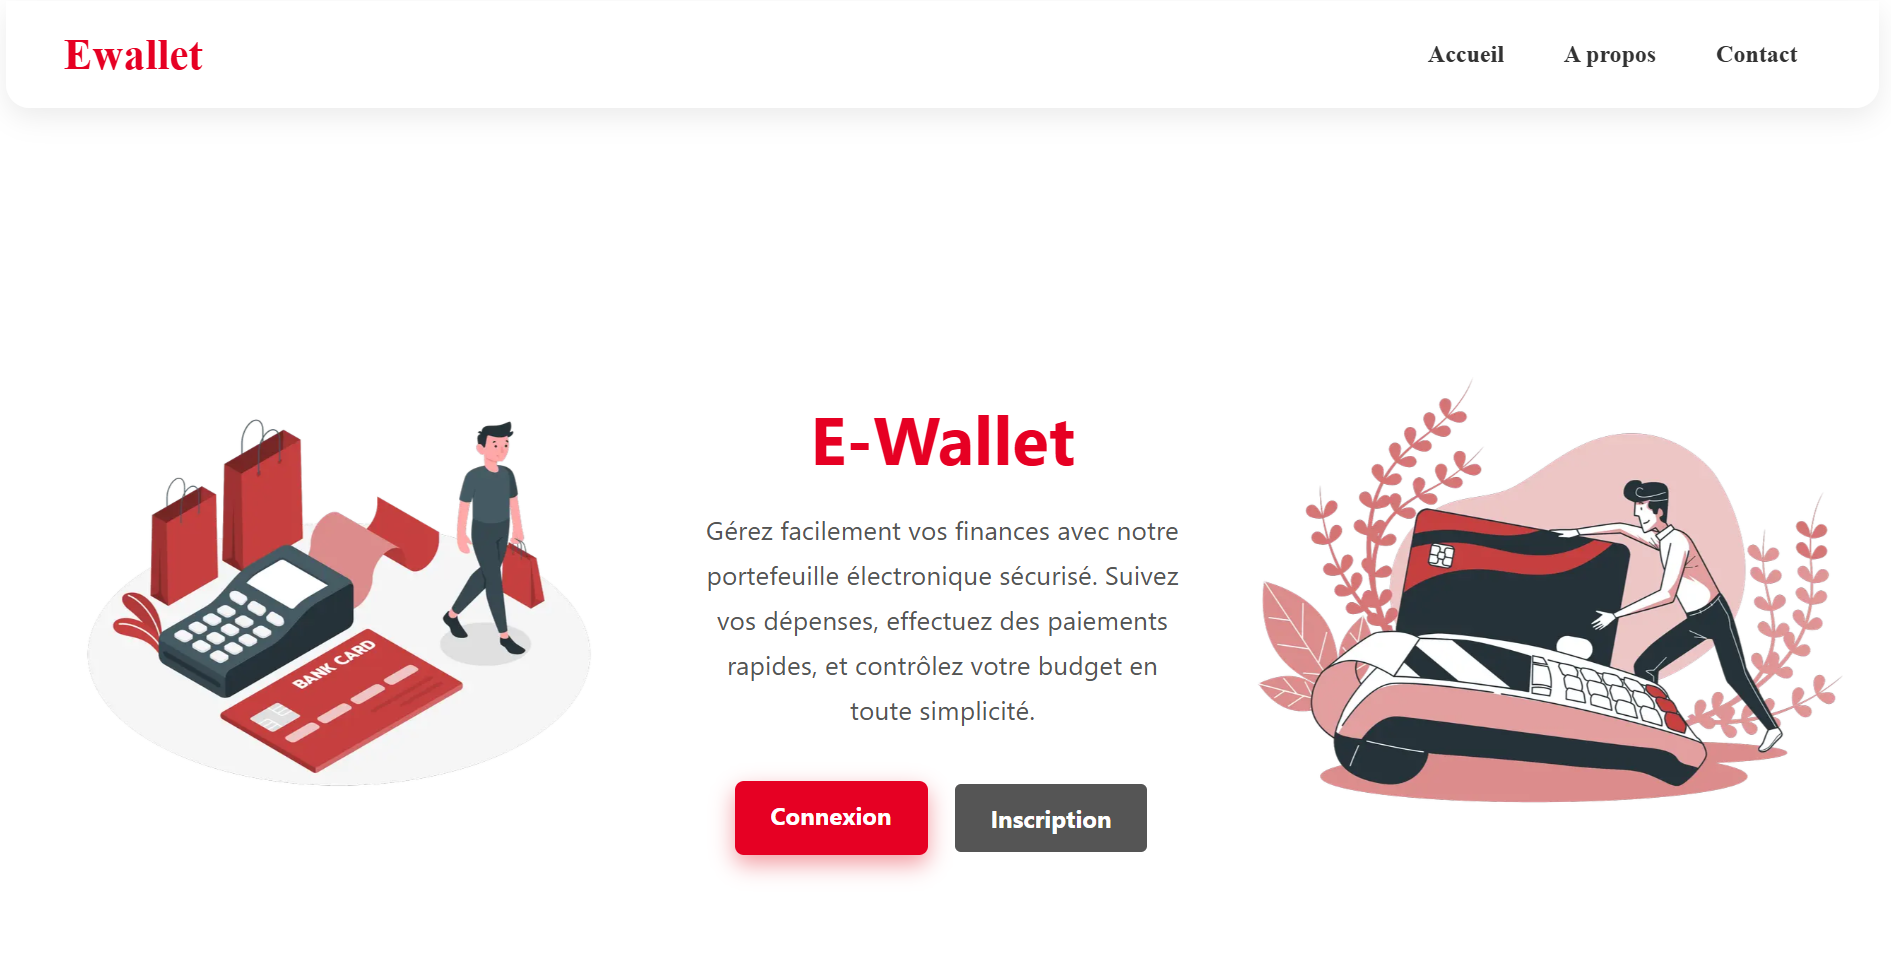 Ewallet
Accueil
A propos
Contact
E-Wallet
Gérez facilement vos finances avec notre
portefeuille électronique sécurisé. Suivez
vos dépenses, effectuez des paiements
rapides, et contrôlez votre budget en
toute simplicité.
BANK CARD
Connexion
Inscription